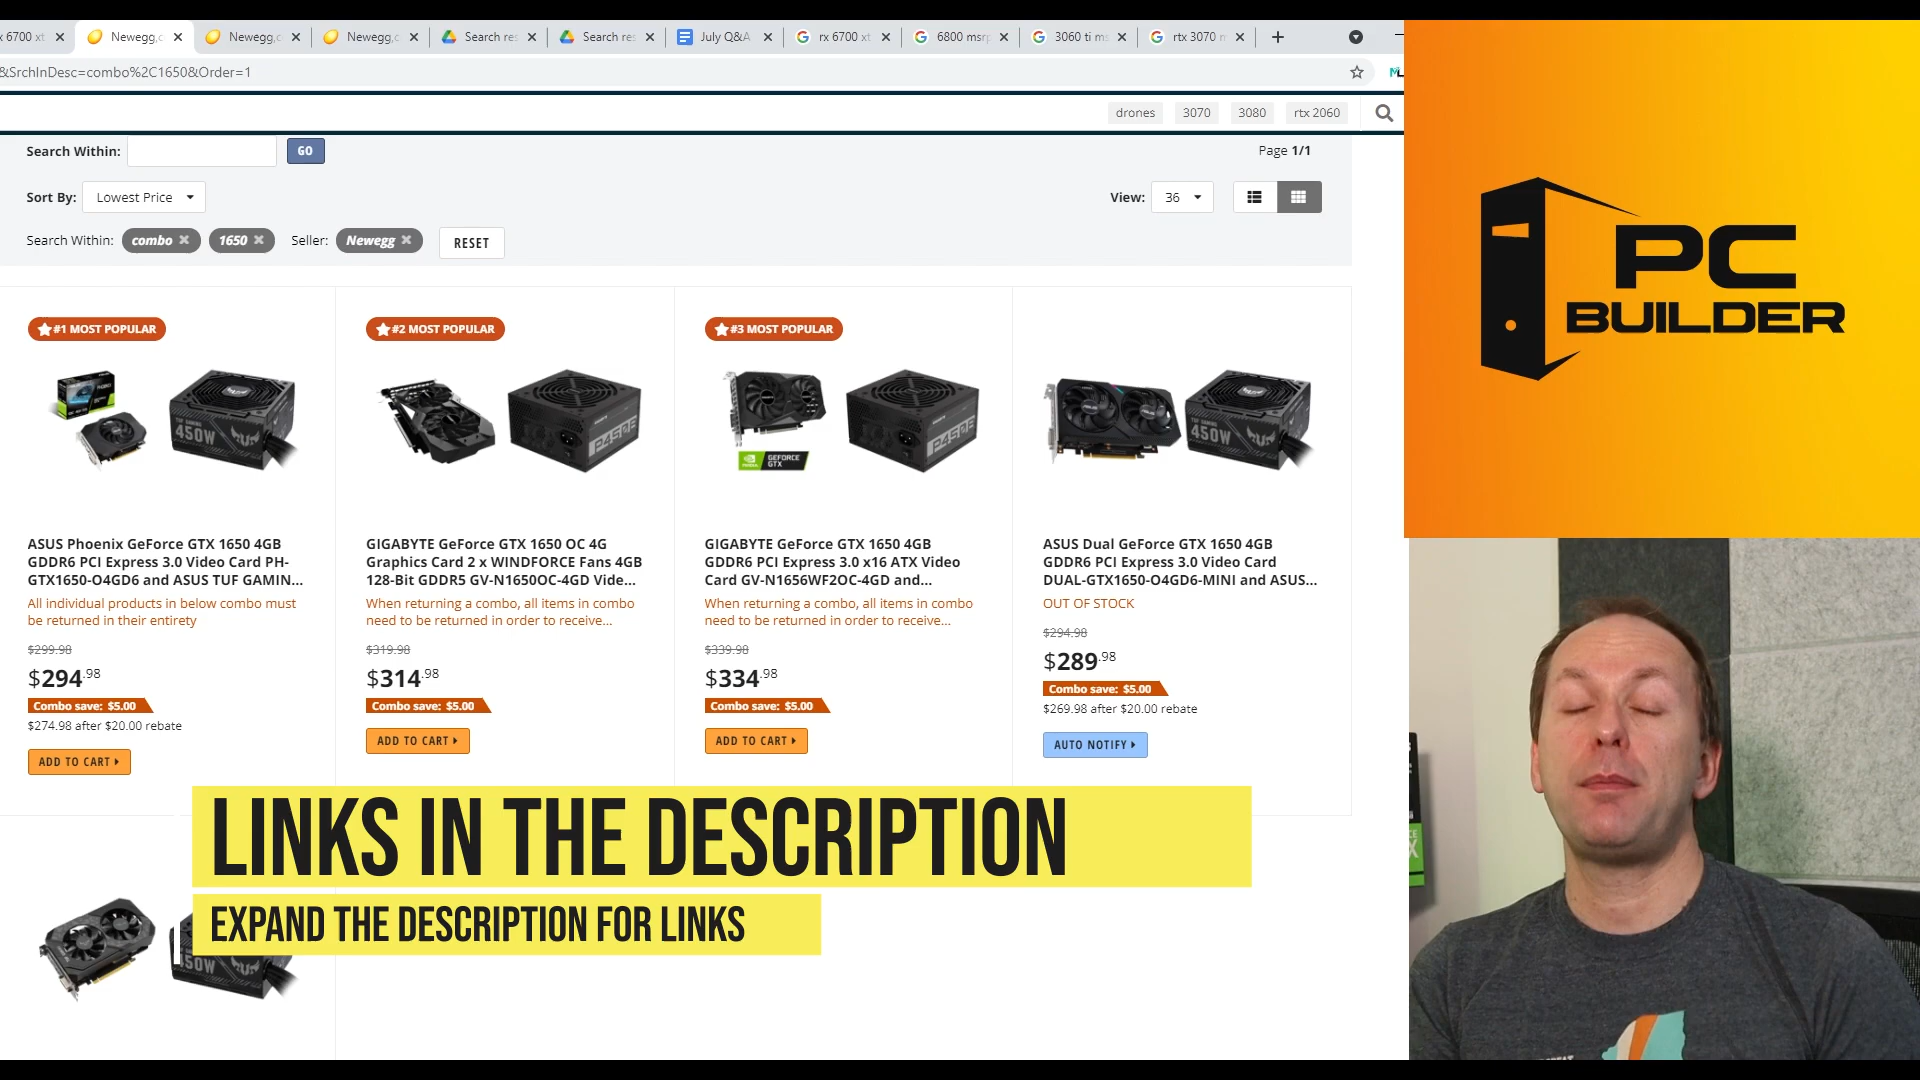 6700 xt
Newegg.c
Newegg.c
Newegg.c
Search res
Search res
July Q&A
rx 6700 xt
6800 msrp
3060 ti ms
rtx 3070 m
&SrchInDesc=combo%2C1650&Order=1
drones
3070
3080
rtx 2060
Search Within:
GO
Page 1/1
Sort By:
Lowest Price
View:
36
Search Within:
combo
1650
Seller:
Newegg
RESET
#1 MOST POPULAR
450W
ASUS Phoenix GeForce GTX 1650 4GB
GDDR6 PCI Express 3.0 Video Card PH-
GTX1650-O4GD6 and ASUS TUF GAMIN...
All individual products in below combo must
be returned in their entirety
$299.98
$294.98
Combo save: $5.00
$274.98 after $20.00 rebate
ADD TO CART
#2 MOST POPULAR
P450B
GIGABYTE GeForce GTX 1650 OC 4G
Graphics Card 2 x WINDFORCE Fans 4GB
128-Bit GDDR5 GV-N1650OC-4GD Vide...
When returning a combo, all items in combo
need to be returned in order to receive...
$319.98
$314.98
Combo save: $5.00
ADD TO CART
#3 MOST POPULAR
GEFORCE
GTX
P450B
GIGABYTE GeForce GTX 1650 4GB
GDDR6 PCI Express 3.0 x16 ATX Video
Card GV-N1656WF2OC-4GD and...
When returning a combo, all items in combo
need to be returned in order to receive...
$339.98
$334.98
Combo save: $5.00
ADD TO CART
450W
ASUS Dual GeForce GTX 1650 4GB
GDDR6 PCI Express 3.0 Video Card
DUAL-GTX1650-O4GD6-MINI and ASUS...
OUT OF STOCK
$294.98
$289.98
Combo save: $5.00
$269.98 after $20.00 rebate
AUTO NOTIFY
LINKS IN THE DESCRIPTION
EXPAND THE DESCRIPTION FOR LINKS
PC
BUILDER